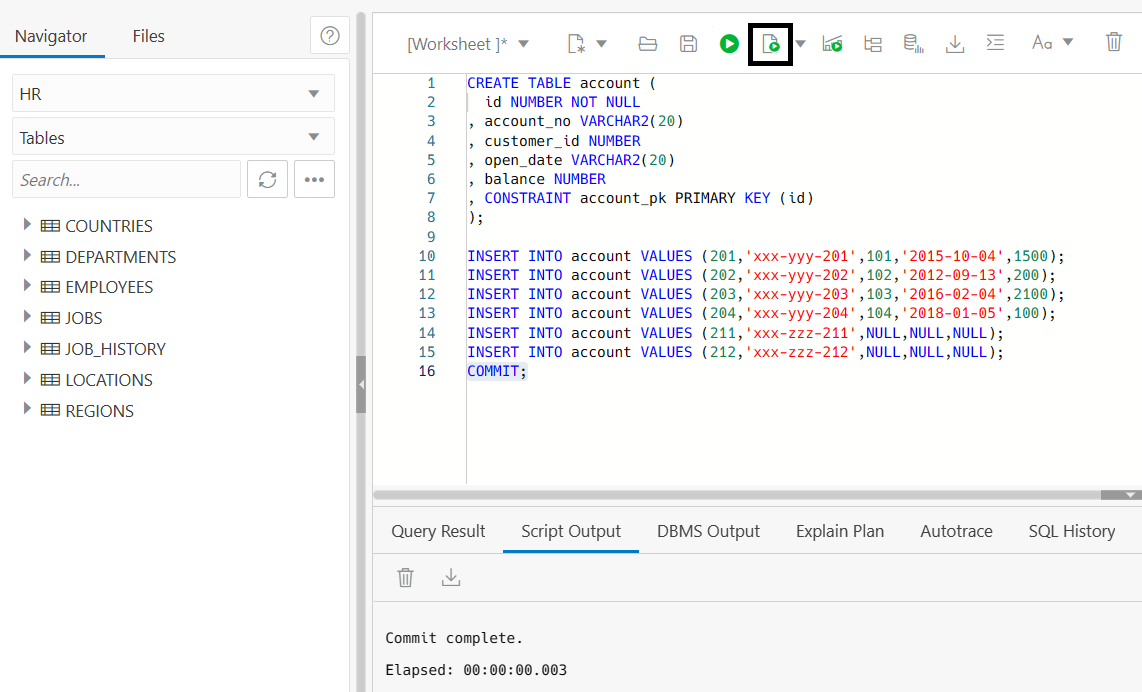 Navigator Files
HR
Tables
Search...
COUNTRIES
DEPARTMENTS
EMPLOYEES
JOBS
JOB_HISTORY
LOCATIONS
REGIONS
[Worksheet ]* Aa
1 CREATE TABLE account (
2 id NUMBER NOT NULL
3 , account_no VARCHAR2(20)
4 , customer_id NUMBER
5 , open_date VARCHAR2(20)
6 , balance NUMBER
7 , CONSTRAINT account_pk PRIMARY KEY (id)
8 );
9
10 INSERT INTO account VALUES (201,'xxx-yyy-201',101,'2015-10-04',1500);
11 INSERT INTO account VALUES (202,'xxx-yyy-202',102,'2012-09-13',200);
12 INSERT INTO account VALUES (203,'xxx-yyy-203',103,'2016-02-04',2100);
13 INSERT INTO account VALUES (204,'xxx-yyy-204',104,'2018-01-05',100);
14 INSERT INTO account VALUES (211,'xxx-zzz-211',NULL,NULL,NULL);
15 INSERT INTO account VALUES (212,'xxx-zzz-212',NULL,NULL,NULL);
16 COMMIT;
Query Result Script Output DBMS Output Explain Plan Autotrace SQL History
Commit complete.
Elapsed: 00:00:00.003